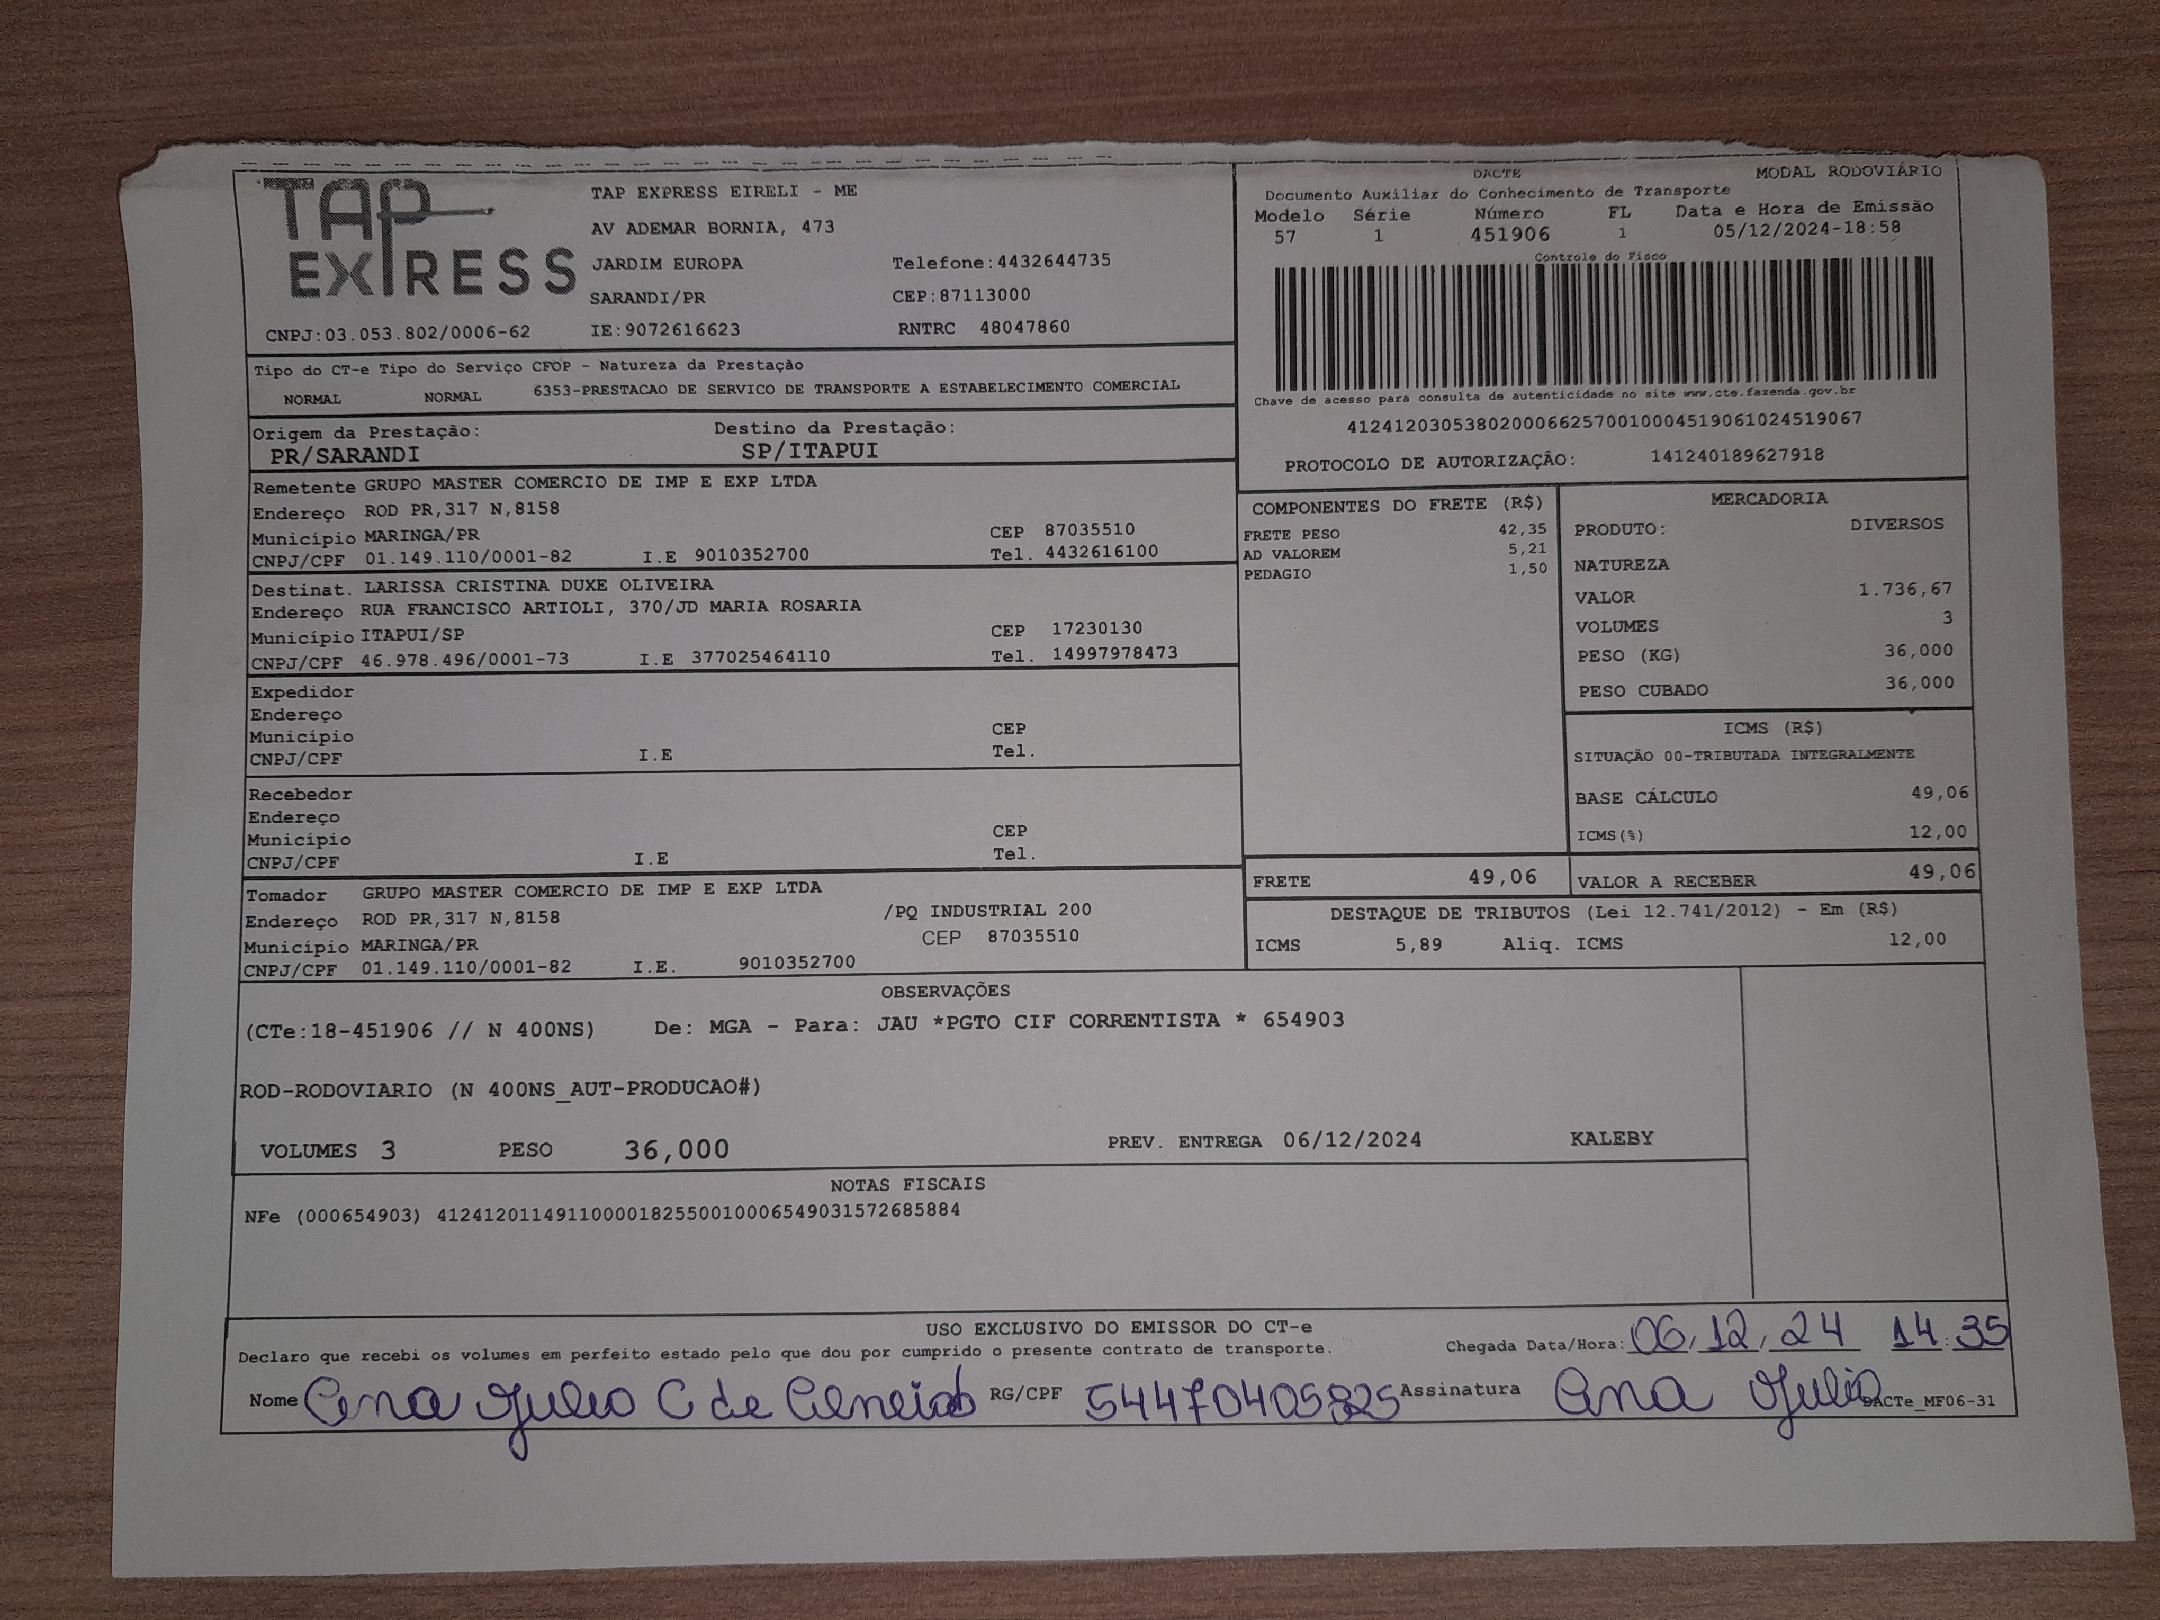 TAP
EXPRESS
TAP EXPRESS EIRELI - ME
AV ADEMAR BORNIA, 473
JARDIM EUROPA Telefone:4432644735
SARANDI/PR CEP:87113000
CNPJ:03.053.802/0006-62 IE:9072616623 RNTRC 48047860
DACTE MODAL RODOVIÁRIO
Documento Auxiliar do Conhecimento de Transporte
Modelo Série Número FL Data e Hora de Emissão
57 1 451906 1 05/12/2024-18:58
Controle do Fisco
Chave de acesso para consulta de autenticidade no site www.cte.fazenda.gov.br
41241203053802000662570010004519061024519067
PROTOCOLO DE AUTORIZAÇÃO: 141240189627918
Tipo do CT-e Tipo do Serviço CFOP - Natureza da Prestação
NORMAL NORMAL 6353-PRESTACAO DE SERVICO DE TRANSPORTE A ESTABELECIMENTO COMERCIAL
Origem da Prestação: Destino da Prestação:
PR/SARANDI SP/ITAPUI
Remetente GRUPO MASTER COMERCIO DE IMP E EXP LTDA
Endereço ROD PR,317 N,8158
Município MARINGA/PR CEP 87035510
CNPJ/CPF 01.149.110/0001-82 I.E 9010352700 Tel. 4432616100
Destinat. LARISSA CRISTINA DUXE OLIVEIRA
Endereço RUA FRANCISCO ARTIOLI, 370/JD MARIA ROSARIA
Município ITAPUI/SP CEP 17230130
CNPJ/CPF 46.978.496/0001-73 I.E 377025464110 Tel. 14997978473
Expedidor
Endereço
Município CEP
CNPJ/CPF I.E Tel.
Recebedor
Endereço
Município CEP
CNPJ/CPF I.E Tel.
Tomador GRUPO MASTER COMERCIO DE IMP E EXP LTDA
Endereço ROD PR,317 N,8158 /PQ INDUSTRIAL 200
Município MARINGA/PR CEP 87035510
CNPJ/CPF 01.149.110/0001-82 I.E. 9010352700
COMPONENTES DO FRETE (R$)
FRETE PESO 42,35
AD VALOREM 5,21
PEDAGIO 1,50
MERCADORIA
PRODUTO: DIVERSOS
NATUREZA
VALOR 1.736,67
VOLUMES 3
PESO (KG) 36,000
PESO CUBADO 36,000
ICMS (R$)
SITUAÇÃO 00-TRIBUTADA INTEGRALMENTE
BASE CÁLCULO 49,06
ICMS(%) 12,00
FRETE 49,06 VALOR A RECEBER 49,06
DESTAQUE DE TRIBUTOS (Lei 12.741/2012) - Em (R$)
ICMS 5,89 Aliq. ICMS 12,00
OBSERVAÇÕES
(CTe:18-451906 // N 400NS) De: MGA - Para: JAU *PGTO CIF CORRENTISTA * 654903
ROD-RODOVIARIO (N 400NS_AUT-PRODUCAO#)
VOLUMES 3 PESO 36,000 PREV. ENTREGA 06/12/2024 KALEBY
NOTAS FISCAIS
NFe (000654903) 41241201149110000182550010006549031572685884
USO EXCLUSIVO DO EMISSOR DO CT-e
Declaro que recebi os volumes em perfeito estado pelo que dou por cumprido o presente contrato de transporte. Chegada Data/Hora: 06, 12, 24 14:35
Nome Ana Julia C de Almeida RG/CPF 54470405825 Assinatura Ana Julia
DACTe_MF06-31